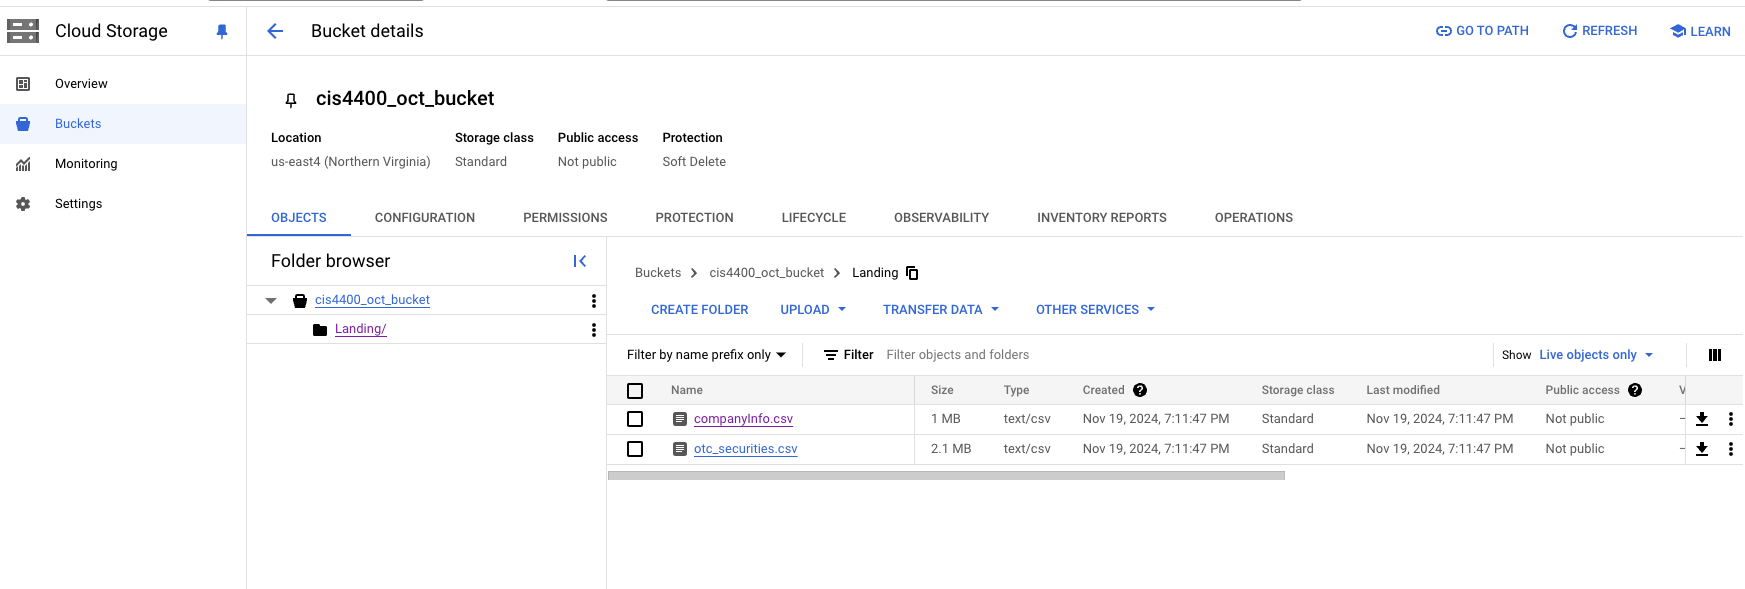 Cloud Storage
Bucket details
GO TO PATH
REFRESH
LEARN
Overview
Buckets
Monitoring
Settings
cis4400_oct_bucket
Location Storage class Public access Protection
us-east4 (Northern Virginia) Standard Not public Soft Delete
OBJECTS CONFIGURATION PERMISSIONS PROTECTION LIFECYCLE OBSERVABILITY INVENTORY REPORTS OPERATIONS
Folder browser
cis4400_oct_bucket
Landing/
Buckets > cis4400_oct_bucket > Landing
CREATE FOLDER UPLOAD TRANSFER DATA OTHER SERVICES
Filter by name prefix only Filter Filter objects and folders Show Live objects only
Name Size Type Created Storage class Last modified Public access V
companyInfo.csv 1 MB text/csv Nov 19, 2024, 7:11:47 PM Standard Nov 19, 2024, 7:11:47 PM Not public –
otc_securities.csv 2.1 MB text/csv Nov 19, 2024, 7:11:47 PM Standard Nov 19, 2024, 7:11:47 PM Not public –